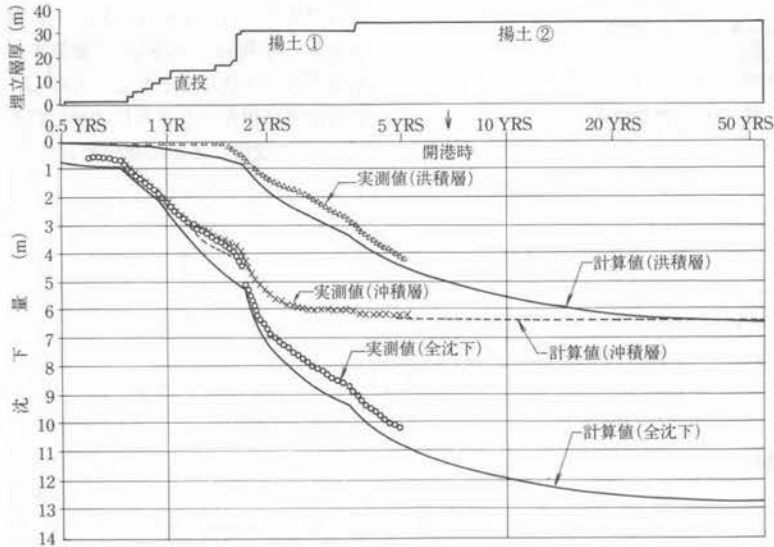 埋立層厚(m)
40
30
20
10
0
直投
揚土①
揚土②
0.5 YRS 1 YR 2 YRS 5 YRS 10 YRS 20 YRS 50 YRS
開港時
沈下量(m)
0
1
2
3
4
5
6
7
8
9
10
11
12
13
14
実測値(洪積層)
計算値(洪積層)
実測値(沖積層)
計算値(沖積層)
実測値(全沈下)
計算値(全沈下)